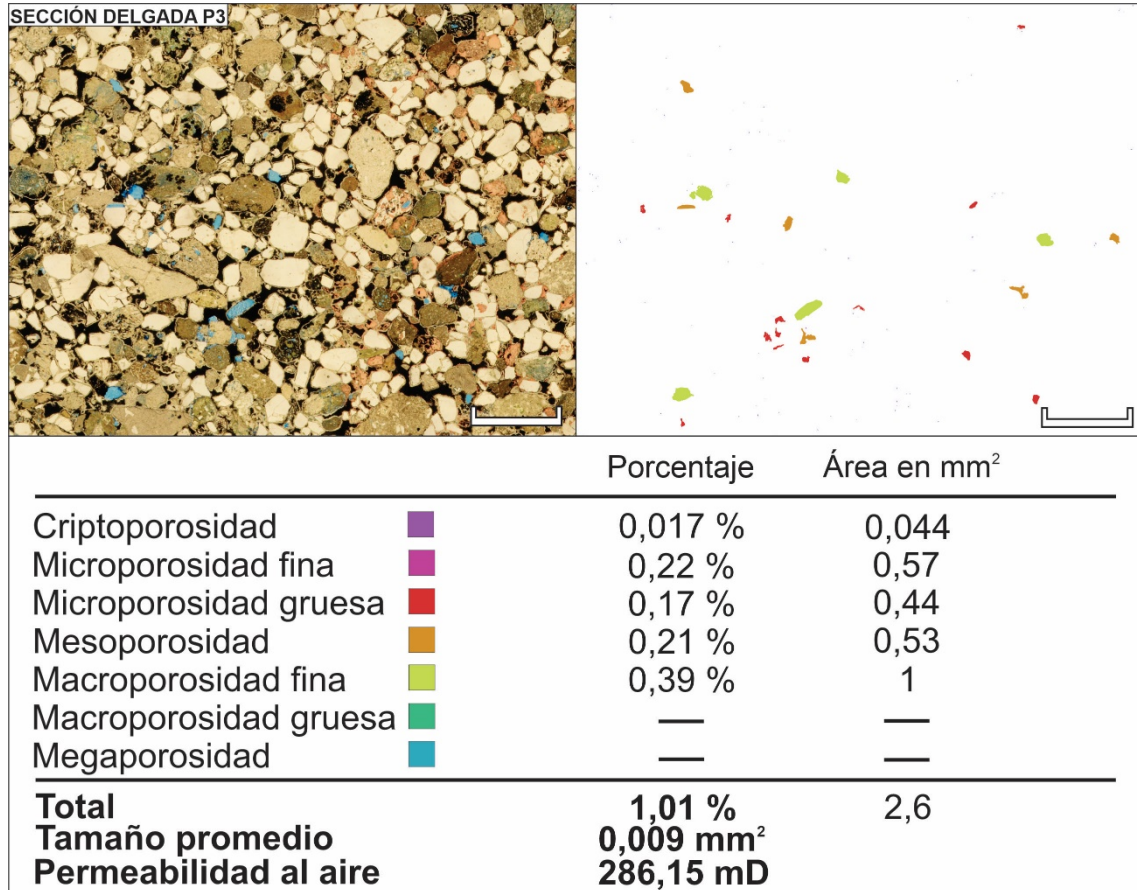 SECCIÓN DELGADA P3
Porcentaje Área en mm²
Criptoporosidad 0,017 % 0,044
Microporosidad fina 0,22 % 0,57
Microporosidad gruesa 0,17 % 0,44
Mesoporosidad 0,21 % 0,53
Macroporosidad fina 0,39 % 1
Macroporosidad gruesa — —
Megaporosidad — —
Total 1,01 % 2,6
Tamaño promedio 0,009 mm²
Permeabilidad al aire 286,15 mD